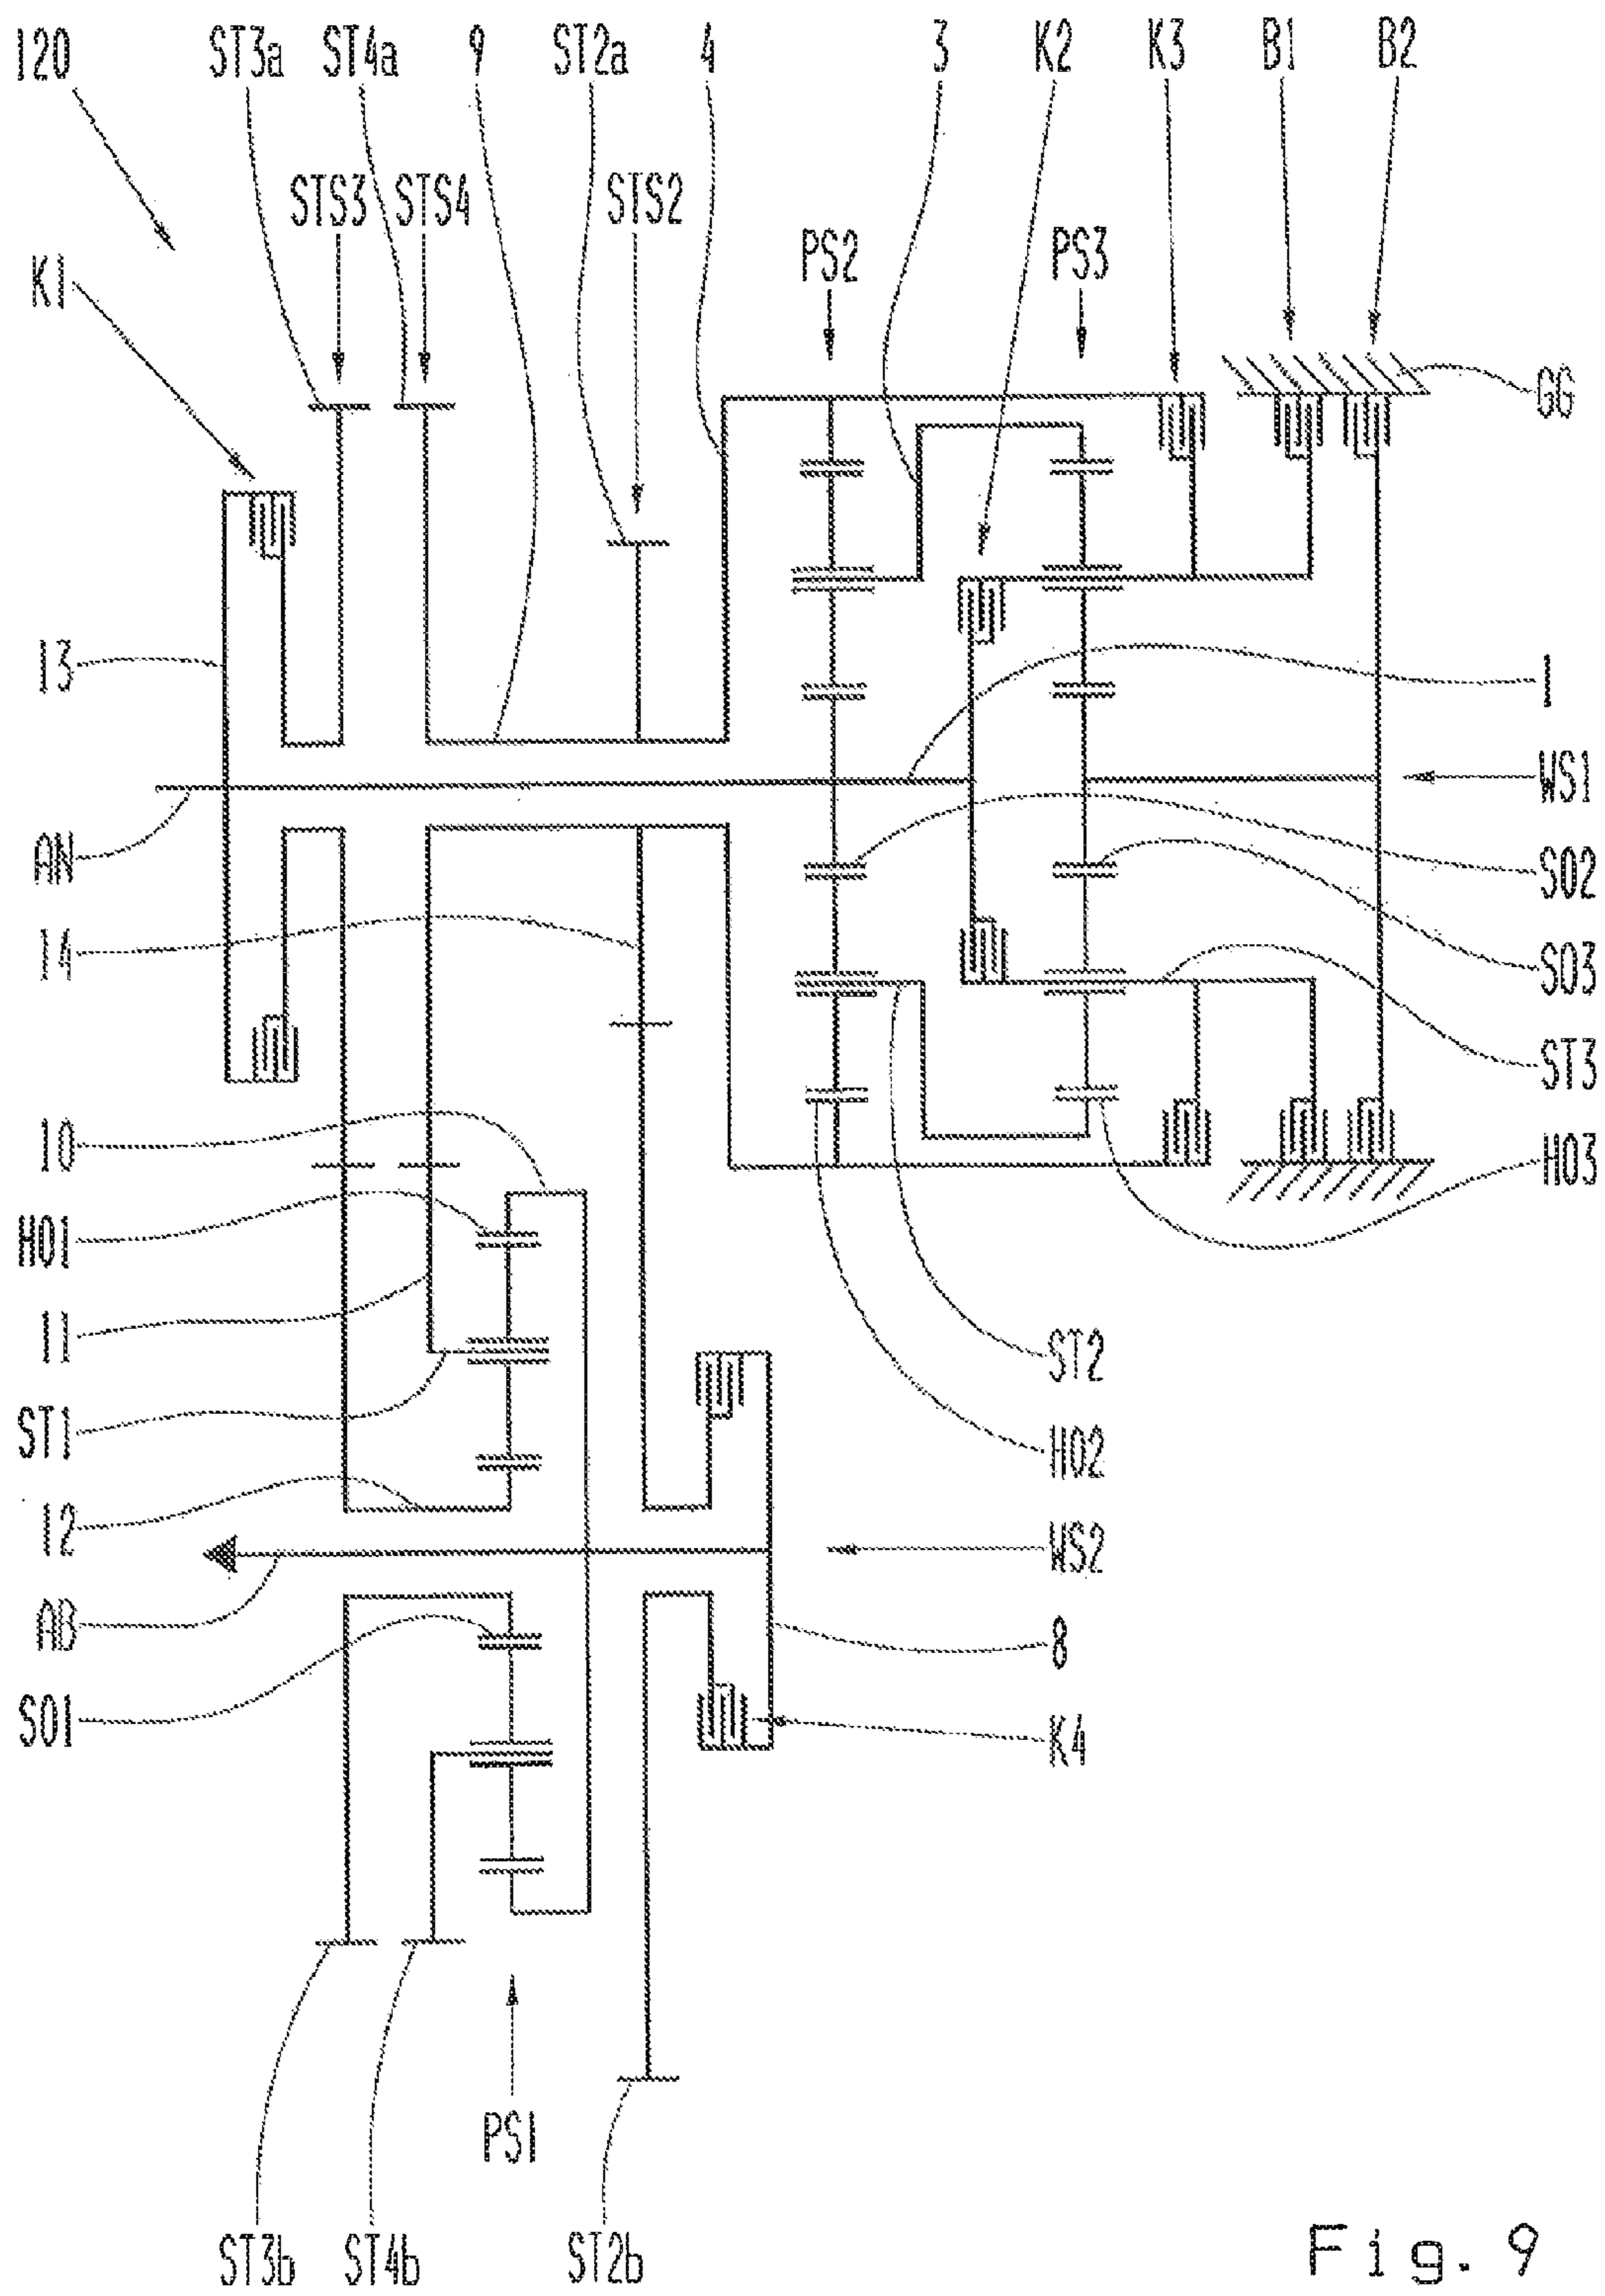 120 ST3a ST4a 9 ST2a 4 3 K2 K3 B1 B2
STS3 STS4 STS2
PS2 PS3
K1
GG
13
1
WS1
AN
SO2
14
SO3
ST3
10
HO3
HO1
11
ST2
ST1
HO2
12
WS2
AB
8
SO1
K4
PS1
ST3b ST4b ST2b
Fig. 9